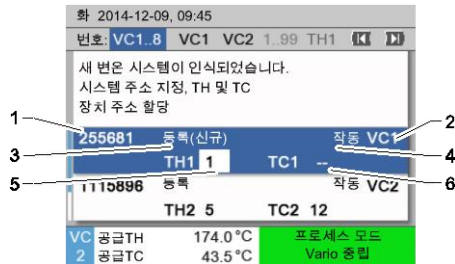 화 2014-12-09, 09:45
번호: VC1..8 VC1 VC2 1..99 TH1
새 변온 시스템이 인식되었습니다.
시스템 주소 지정, TH 및 TC
장치 주소 할당
1
2
255681 등록(신규) 작동 VC1
3
4
TH1 1 TC1 --
5
6
1115896 등록 작동 VC2
TH2 5 TC2 12
VC 공급TH 174.0°C 프로세스 모드
2 공급TC 43.5°C Vario 중립